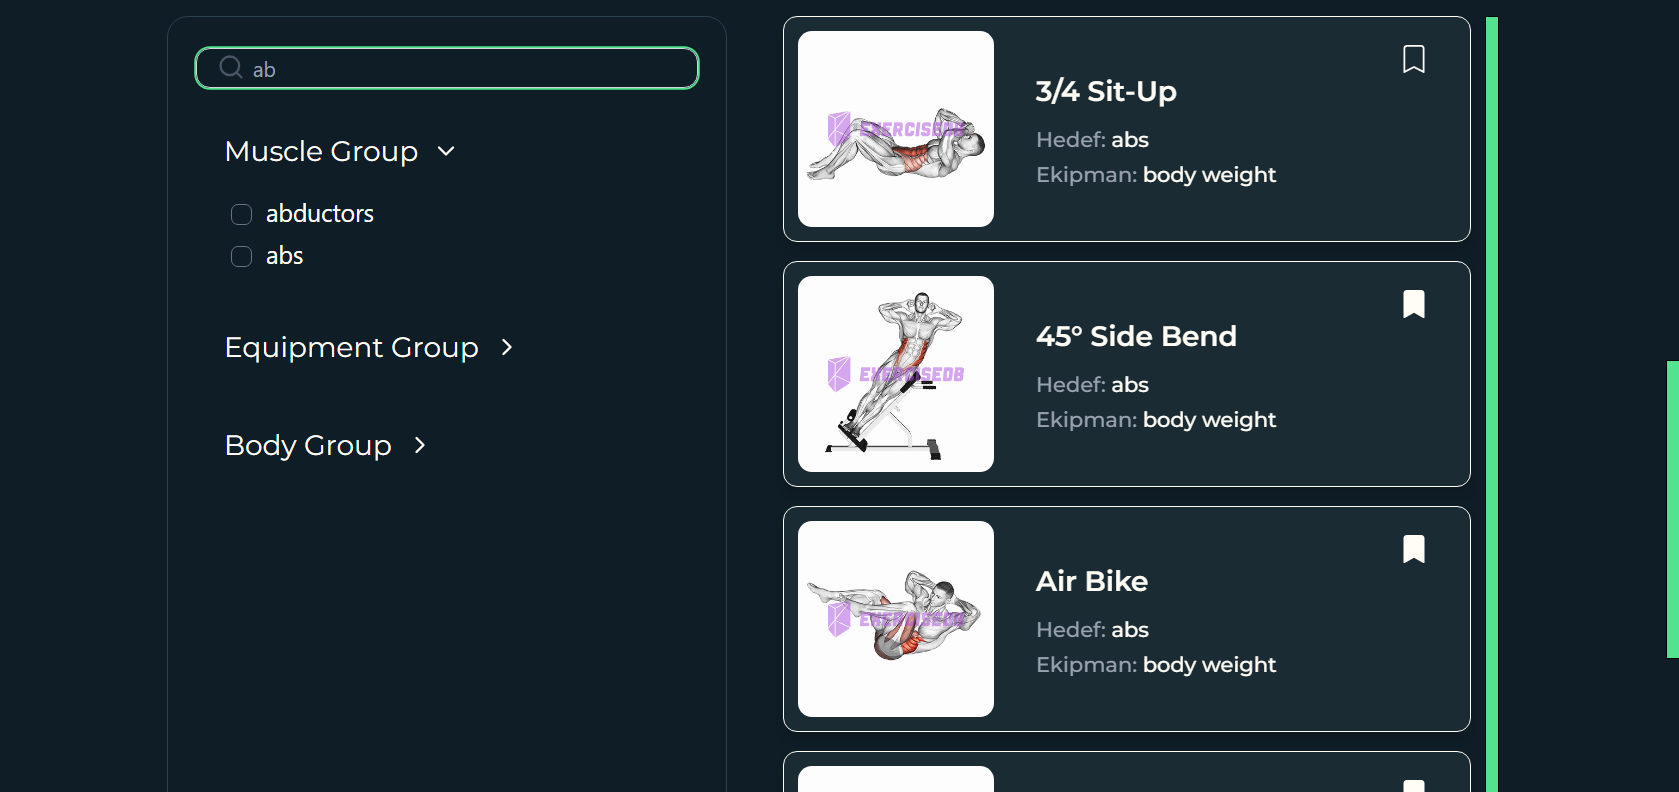 ab
Muscle Group
abductors
abs
Equipment Group
Body Group
EXERCISEDB
3/4 Sit-Up
Hedef: abs
Ekipman: body weight
EXERCISEDB
45° Side Bend
Hedef: abs
Ekipman: body weight
EXERCISEDB
Air Bike
Hedef: abs
Ekipman: body weight